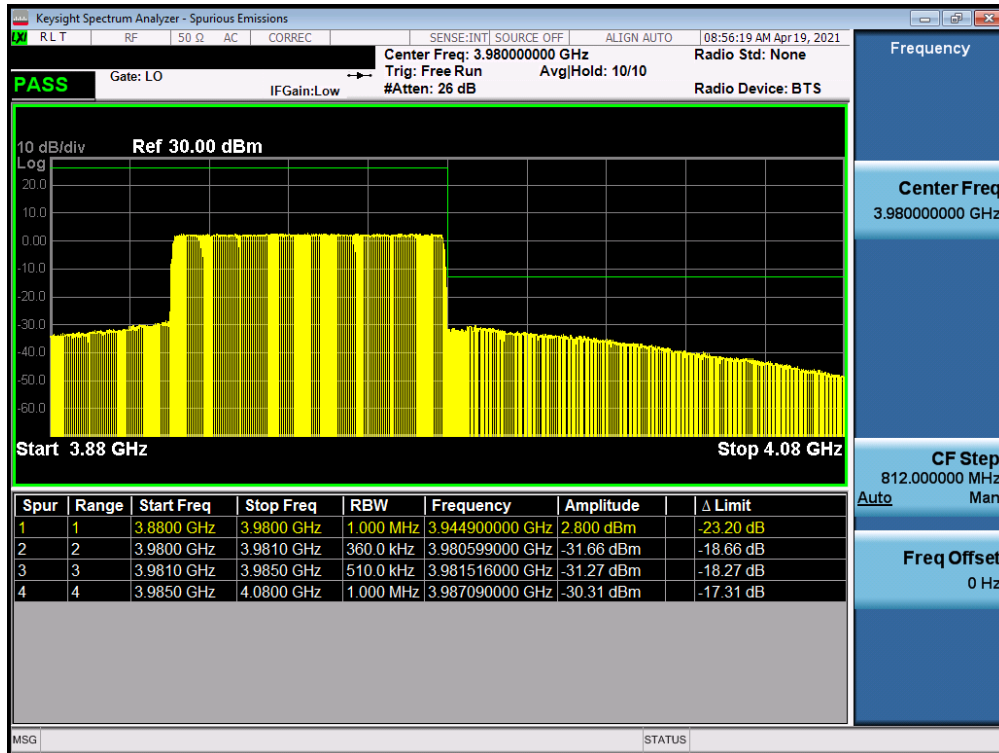 Keysight Spectrum Analyzer - Spurious Emissions
LXI RLT RF 50 Ω AC CORREC SENSE:INT SOURCE OFF ALIGN AUTO 08:56:19 AM Apr 19, 2021
Frequency
Center Freq: 3.980000000 GHz Radio Std: None
PASS Gate: LO Trig: Free Run Avg|Hold: 10/10
IFGain:Low #Atten: 26 dB Radio Device: BTS
10 dB/div Ref 30.00 dBm
Log
20.0
10.0
0.00
-10.0
-20.0
-30.0
-40.0
-50.0
-60.0
Start 3.88 GHz Stop 4.08 GHz
Center Freq
3.980000000 GHz
CF Step
812.000000 MHz
Auto Man
Freq Offset
0 Hz
Spur Range Start Freq Stop Freq RBW Frequency Amplitude Δ Limit
1 1 3.8800 GHz 3.9800 GHz 1.000 MHz 3.944900000 GHz 2.800 dBm -23.20 dB
2 2 3.9800 GHz 3.9810 GHz 360.0 kHz 3.980599000 GHz -31.66 dBm -18.66 dB
3 3 3.9810 GHz 3.9850 GHz 510.0 kHz 3.981516000 GHz -31.27 dBm -18.27 dB
4 4 3.9850 GHz 4.0800 GHz 1.000 MHz 3.987090000 GHz -30.31 dBm -17.31 dB
MSG STATUS